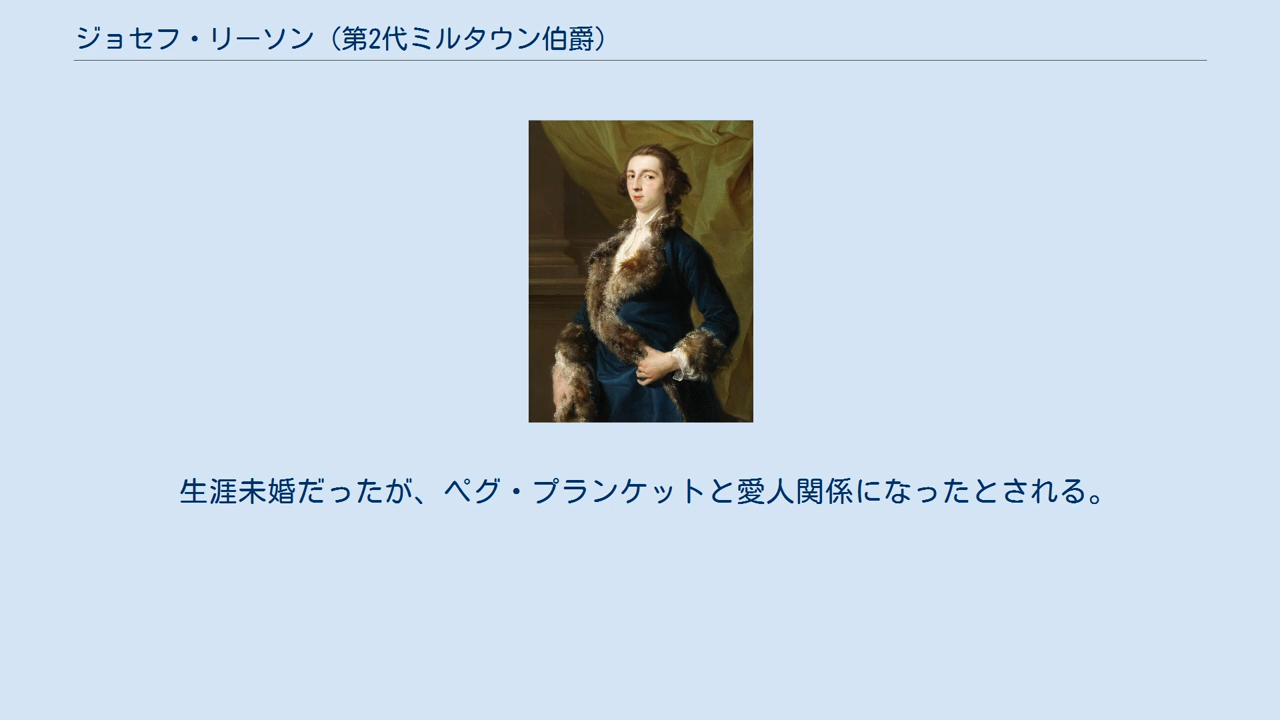 ジョセフ・リーソン（第2代ミルタウン伯爵）
生涯未婚だったが、ペグ・プランケットと愛人関係になったとされる。